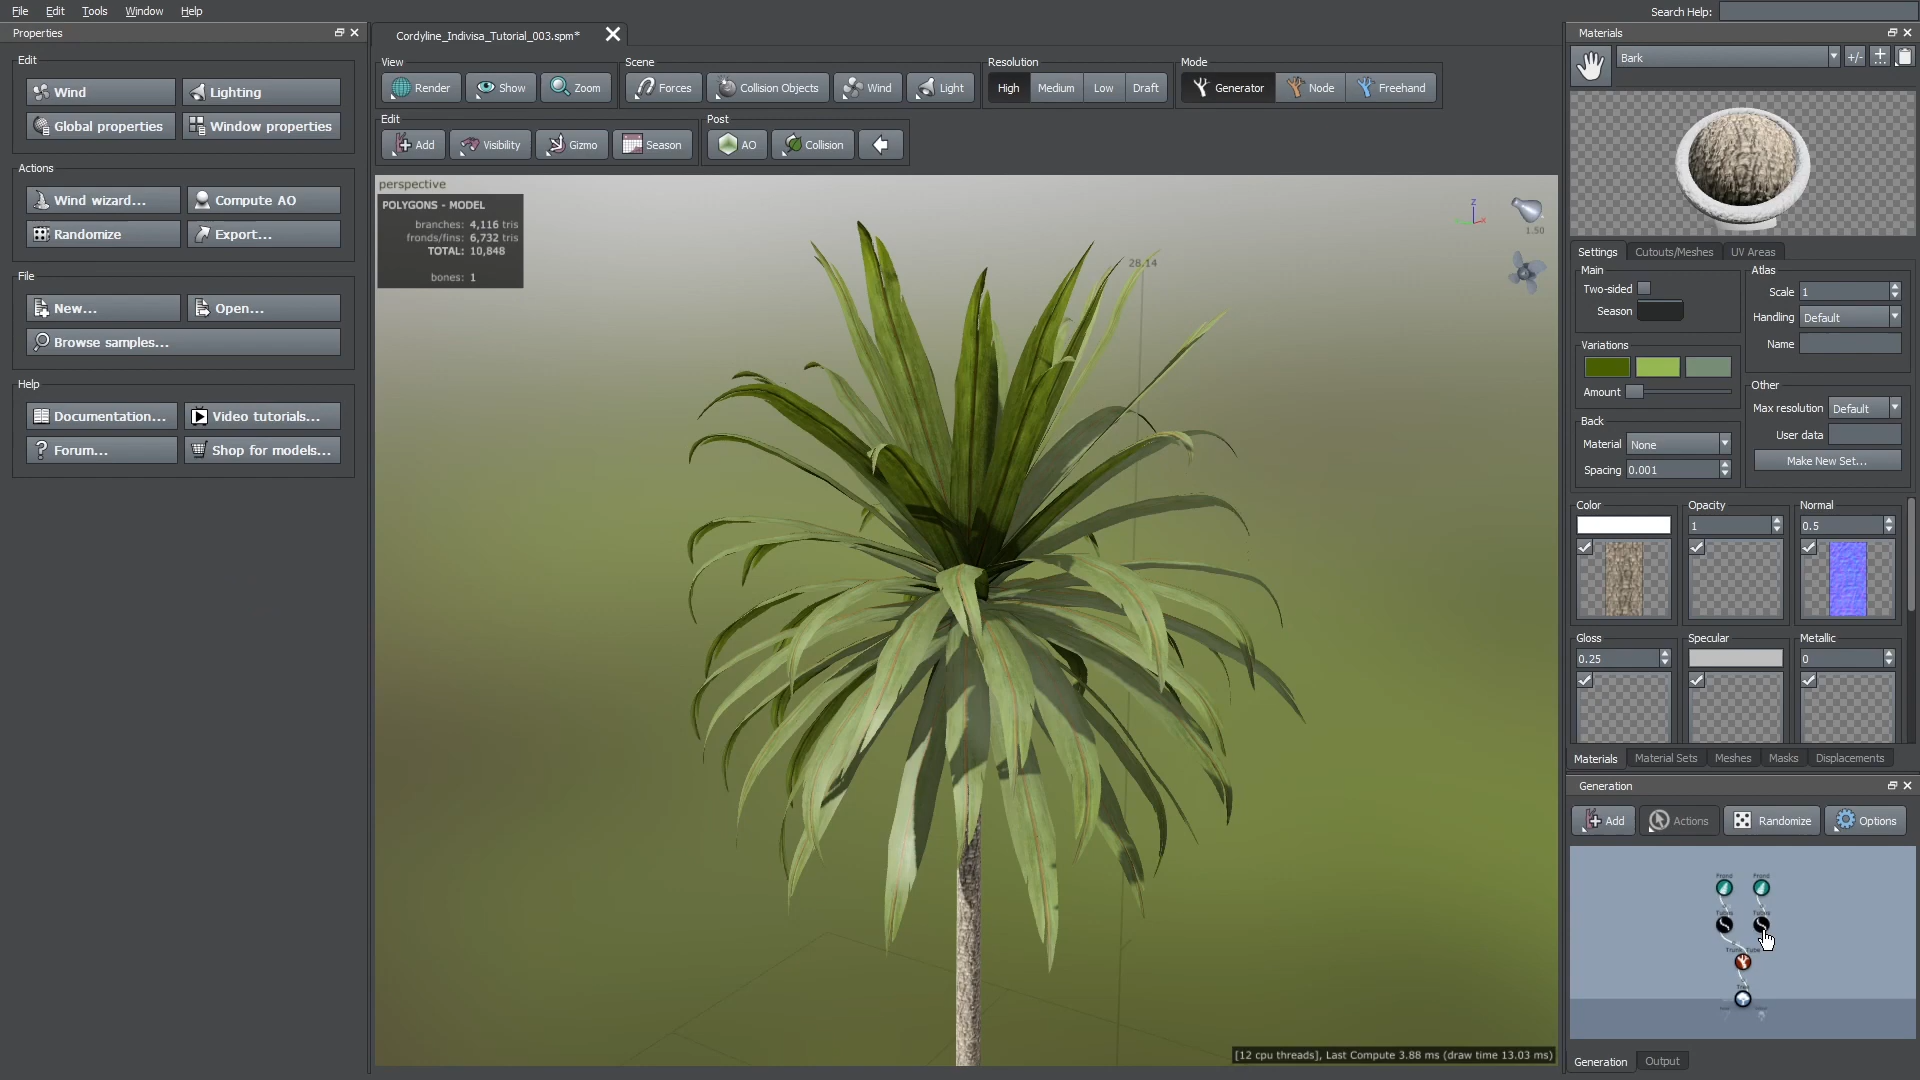 File Edit Tools Window Help
Search Help:
Properties
Edit
Wind
Lighting
Global properties
Window properties
Actions
Wind wizard...
Compute AO
Randomize
Export...
File
New...
Open...
Browse samples...
Help
Documentation...
Video tutorials...
Forum...
Shop for models...
Cordyline_Indivisa_Tutorial_003.spm*
View
Render
Show
Zoom
Scene
Forces
Collision Objects
Wind
Light
Resolution
High
Medium
Low
Draft
Mode
Generator
Node
Freehand
Edit
Add
Visibility
Gizmo
Season
Post
AO
Collision
perspective
POLYGONS - MODEL
branches: 4,116 tris
fronds/fins: 6,732 tris
TOTAL: 10,848
bones: 1
28.14
Z
1.50
[12 cpu threads], Last Compute 3.88 ms (draw time 13.03 ms)
Materials
Bark
+/-
Settings
Cutouts/Meshes
UV Areas
Main
Two-sided
Season
Variations
Amount
Back
Material None
Spacing 0.001
Atlas
Scale 1
Handling Default
Name
Other
Max resolution Default
User data
Make New Set...
Color
Opacity
1
Normal
0.5
Gloss
0.25
Specular
Metallic
0
Materials
Material Sets
Meshes
Masks
Displacements
Generation
Add
Actions
Randomize
Options
Frond
Frond
Generation
Output